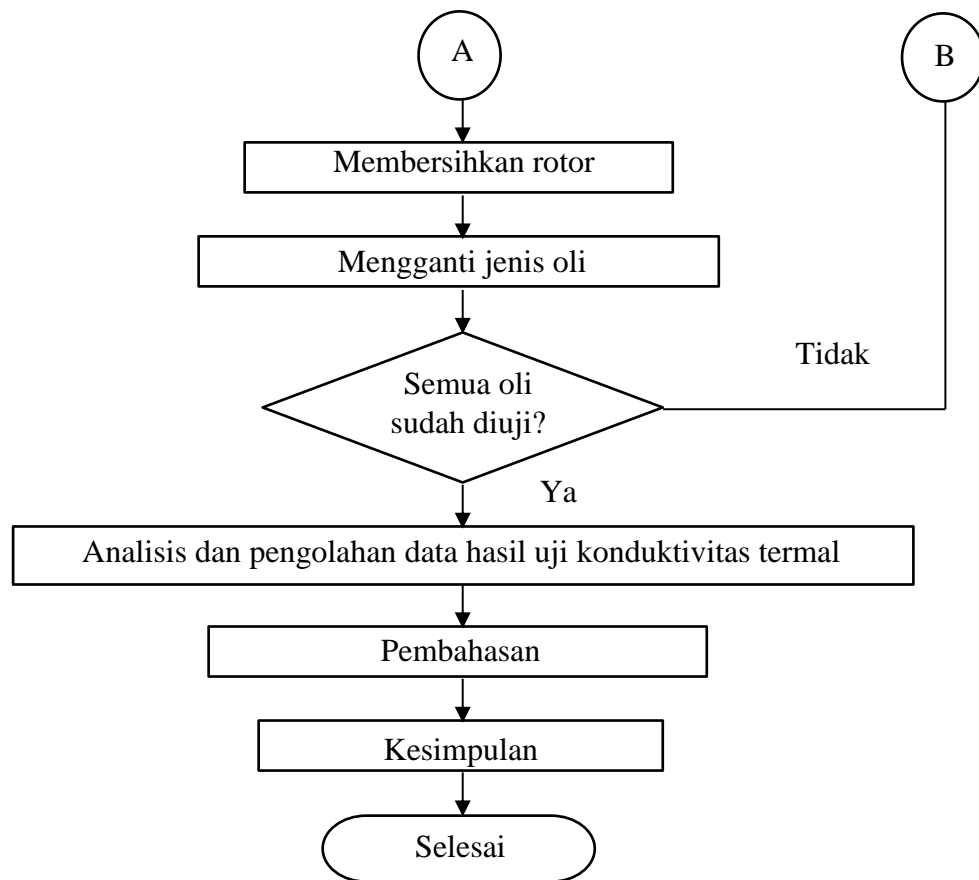 A
B
Membersihkan rotor
Mengganti jenis oli
Tidak
Semua oli
sudah diuji?
Ya
Analisis dan pengolahan data hasil uji konduktivitas termal
Pembahasan
Kesimpulan
Selesai